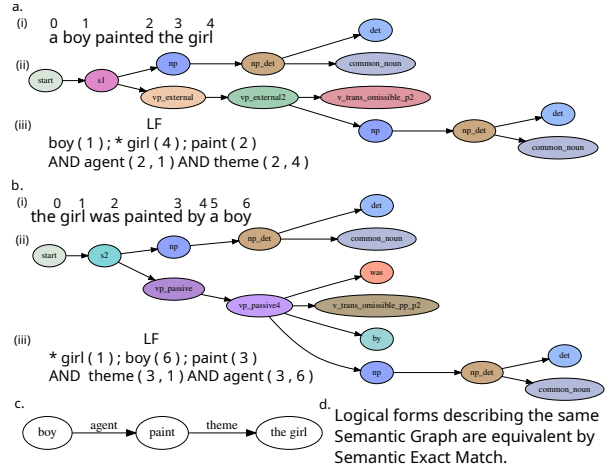 a.
(i)
0 1 2 3 4
a boy painted the girl
(ii)
start
s1
np
np_det
det
common_noun
vp_external
vp_external2
v_trans_omissible_p2
np
np_det
det
common_noun
(iii)
LF
boy ( 1 ) ; * girl ( 4 ) ; paint ( 2 )
AND agent ( 2 , 1 ) AND theme ( 2 , 4 )
b.
(i)
0 1 2 3 4 5 6
the girl was painted by a boy
(ii)
start
s2
np
np_det
det
common_noun
vp_passive
vp_passive4
was
v_trans_omissible_pp_p2
by
np
np_det
det
common_noun
(iii)
LF
* girl ( 1 ) ; boy ( 6 ) ; paint ( 3 )
AND theme ( 3 , 1 ) AND agent ( 3 , 6 )
c.
boy
agent
paint
theme
the girl
d.
Logical forms describing the same
Semantic Graph are equivalent by
Semantic Exact Match.